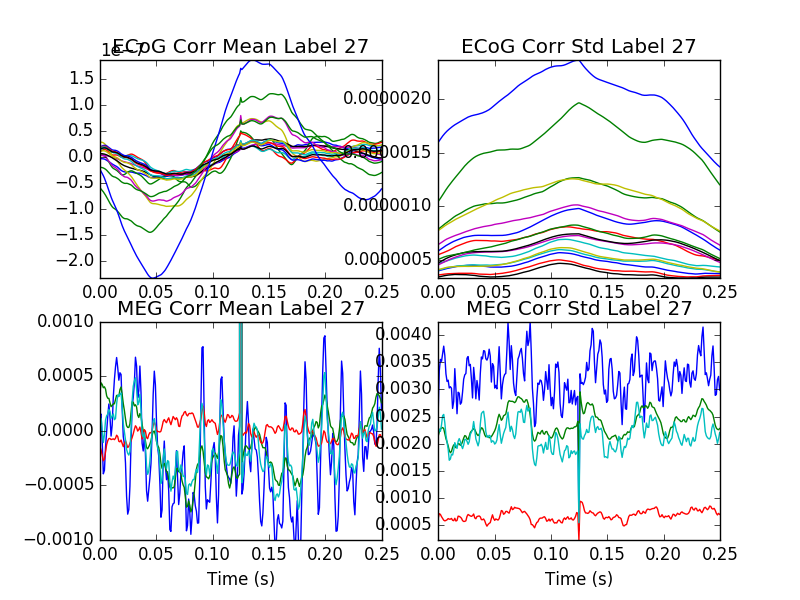 ECoG Corr Mean Label 27
ECoG Corr Std Label 27
1e−7
1.5
1.0
0.5
0.0
−0.5
−1.0
−1.5
−2.0
0.00 0.05 0.10 0.15 0.20 0.25
0.0000020
0.0000015
0.0000010
0.0000005
0.00 0.05 0.10 0.15 0.20 0.25
MEG Corr Mean Label 27
MEG Corr Std Label 27
0.0010
0.0005
0.0000
−0.0005
−0.0010
0.00 0.05 0.10 0.15 0.20 0.25
Time (s)
0.0040
0.0035
0.0030
0.0025
0.0020
0.0015
0.0010
0.0005
0.00 0.05 0.10 0.15 0.20 0.25
Time (s)